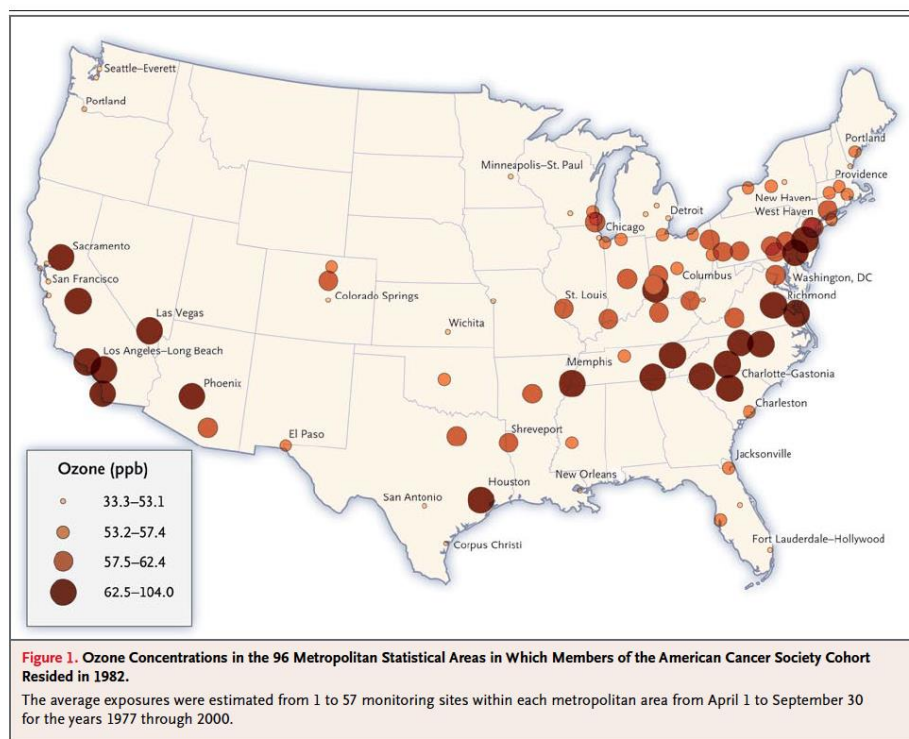 Seattle–Everett
Portland
Minneapolis–St. Paul
Portland
Providence
New Haven–
West Haven
Detroit
Chicago
Sacramento
San Francisco
Colorado Springs
Columbus
Washington, DC
St. Louis
Richmond
Las Vegas
Wichita
Los Angeles–Long Beach
Memphis
Charlotte–Gastonia
Phoenix
Charleston
El Paso
Shreveport
Jacksonville
Ozone (ppb)
33.3–53.1
53.2–57.4
57.5–62.4
62.5–104.0
New Orleans
Houston
San Antonio
Corpus Christi
Fort Lauderdale–Hollywood
Figure 1. Ozone Concentrations in the 96 Metropolitan Statistical Areas in Which Members of the American Cancer Society Cohort
Resided in 1982.
The average exposures were estimated from 1 to 57 monitoring sites within each metropolitan area from April 1 to September 30
for the years 1977 through 2000.